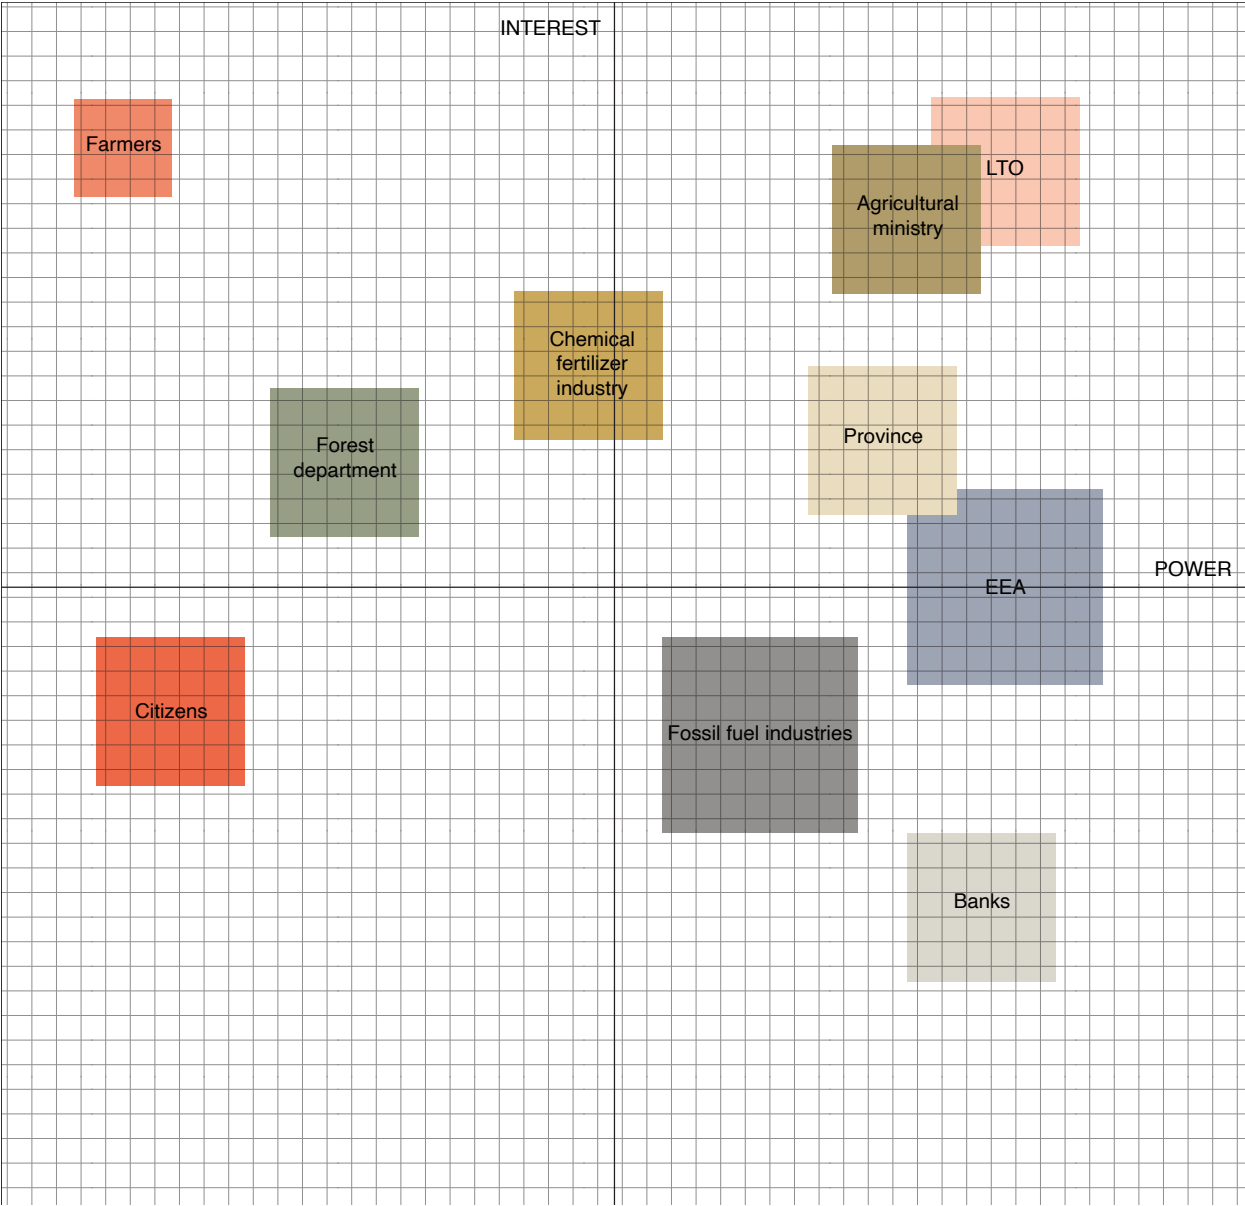 INTEREST
Farmers
LTO
Agricultural
ministry
Chemical
fertilizer
industry
Province
Forest
department
POWER
EEA
Citizens
Fossil fuel industries
Banks